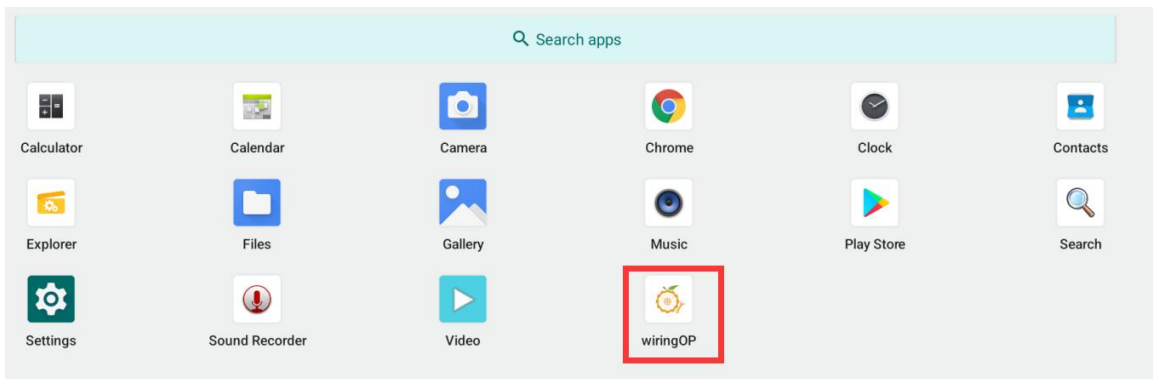 Search apps
Calculator
Calendar
Camera
Chrome
Clock
Contacts
Explorer
Files
Gallery
Music
Play Store
Search
Settings
Sound Recorder
Video
wiringOP